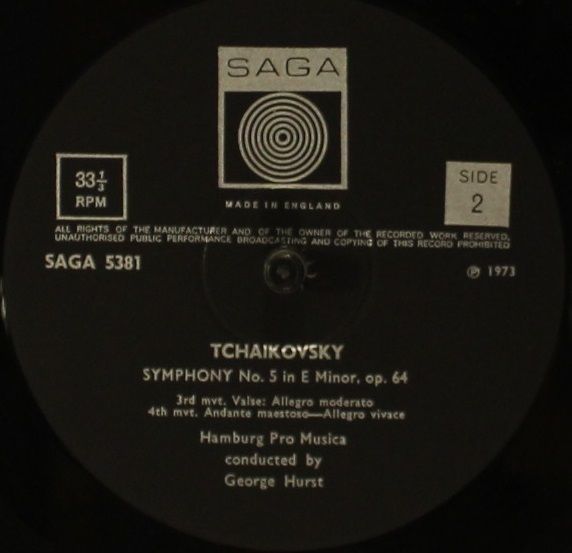 SAGA
33⅓
RPM
SIDE
2
MADE IN ENGLAND
ALL RIGHTS OF THE MANUFACTURER AND OF THE OWNER OF THE RECORDED WORK RESERVED.
UNAUTHORISED PUBLIC PERFORMANCE BROADCASTING AND COPYING OF THIS RECORD PROHIBITED
SAGA 5381
℗ 1973
TCHAIKOVSKY
SYMPHONY No. 5 in E Minor, op. 64
3rd mvt. Valse: Allegro moderato
4th mvt. Andante maestoso—Allegro vivace
Hamburg Pro Musica
conducted by
George Hurst